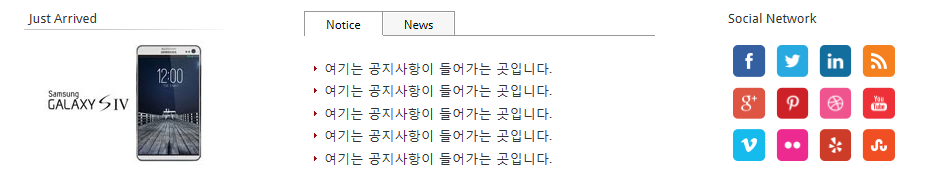 Just Arrived
Samsung
GALAXY S IV
SAMSUNG
12:00
Notice
News
여기는 공지사항이 들어가는 곳입니다.
여기는 공지사항이 들어가는 곳입니다.
여기는 공지사항이 들어가는 곳입니다.
여기는 공지사항이 들어가는 곳입니다.
여기는 공지사항이 들어가는 곳입니다.
Social Network
f
in
g+
You
Tube